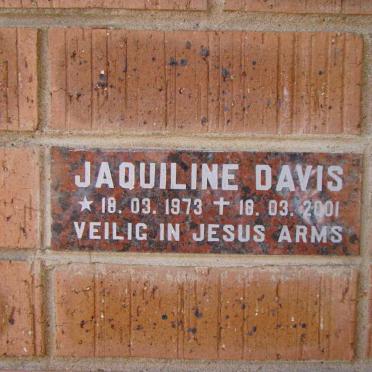 JAQUILINE DAVIS
★ 18. 03. 1973 ✝ 18. 03. 2001
VEILIG IN JESUS ARMS